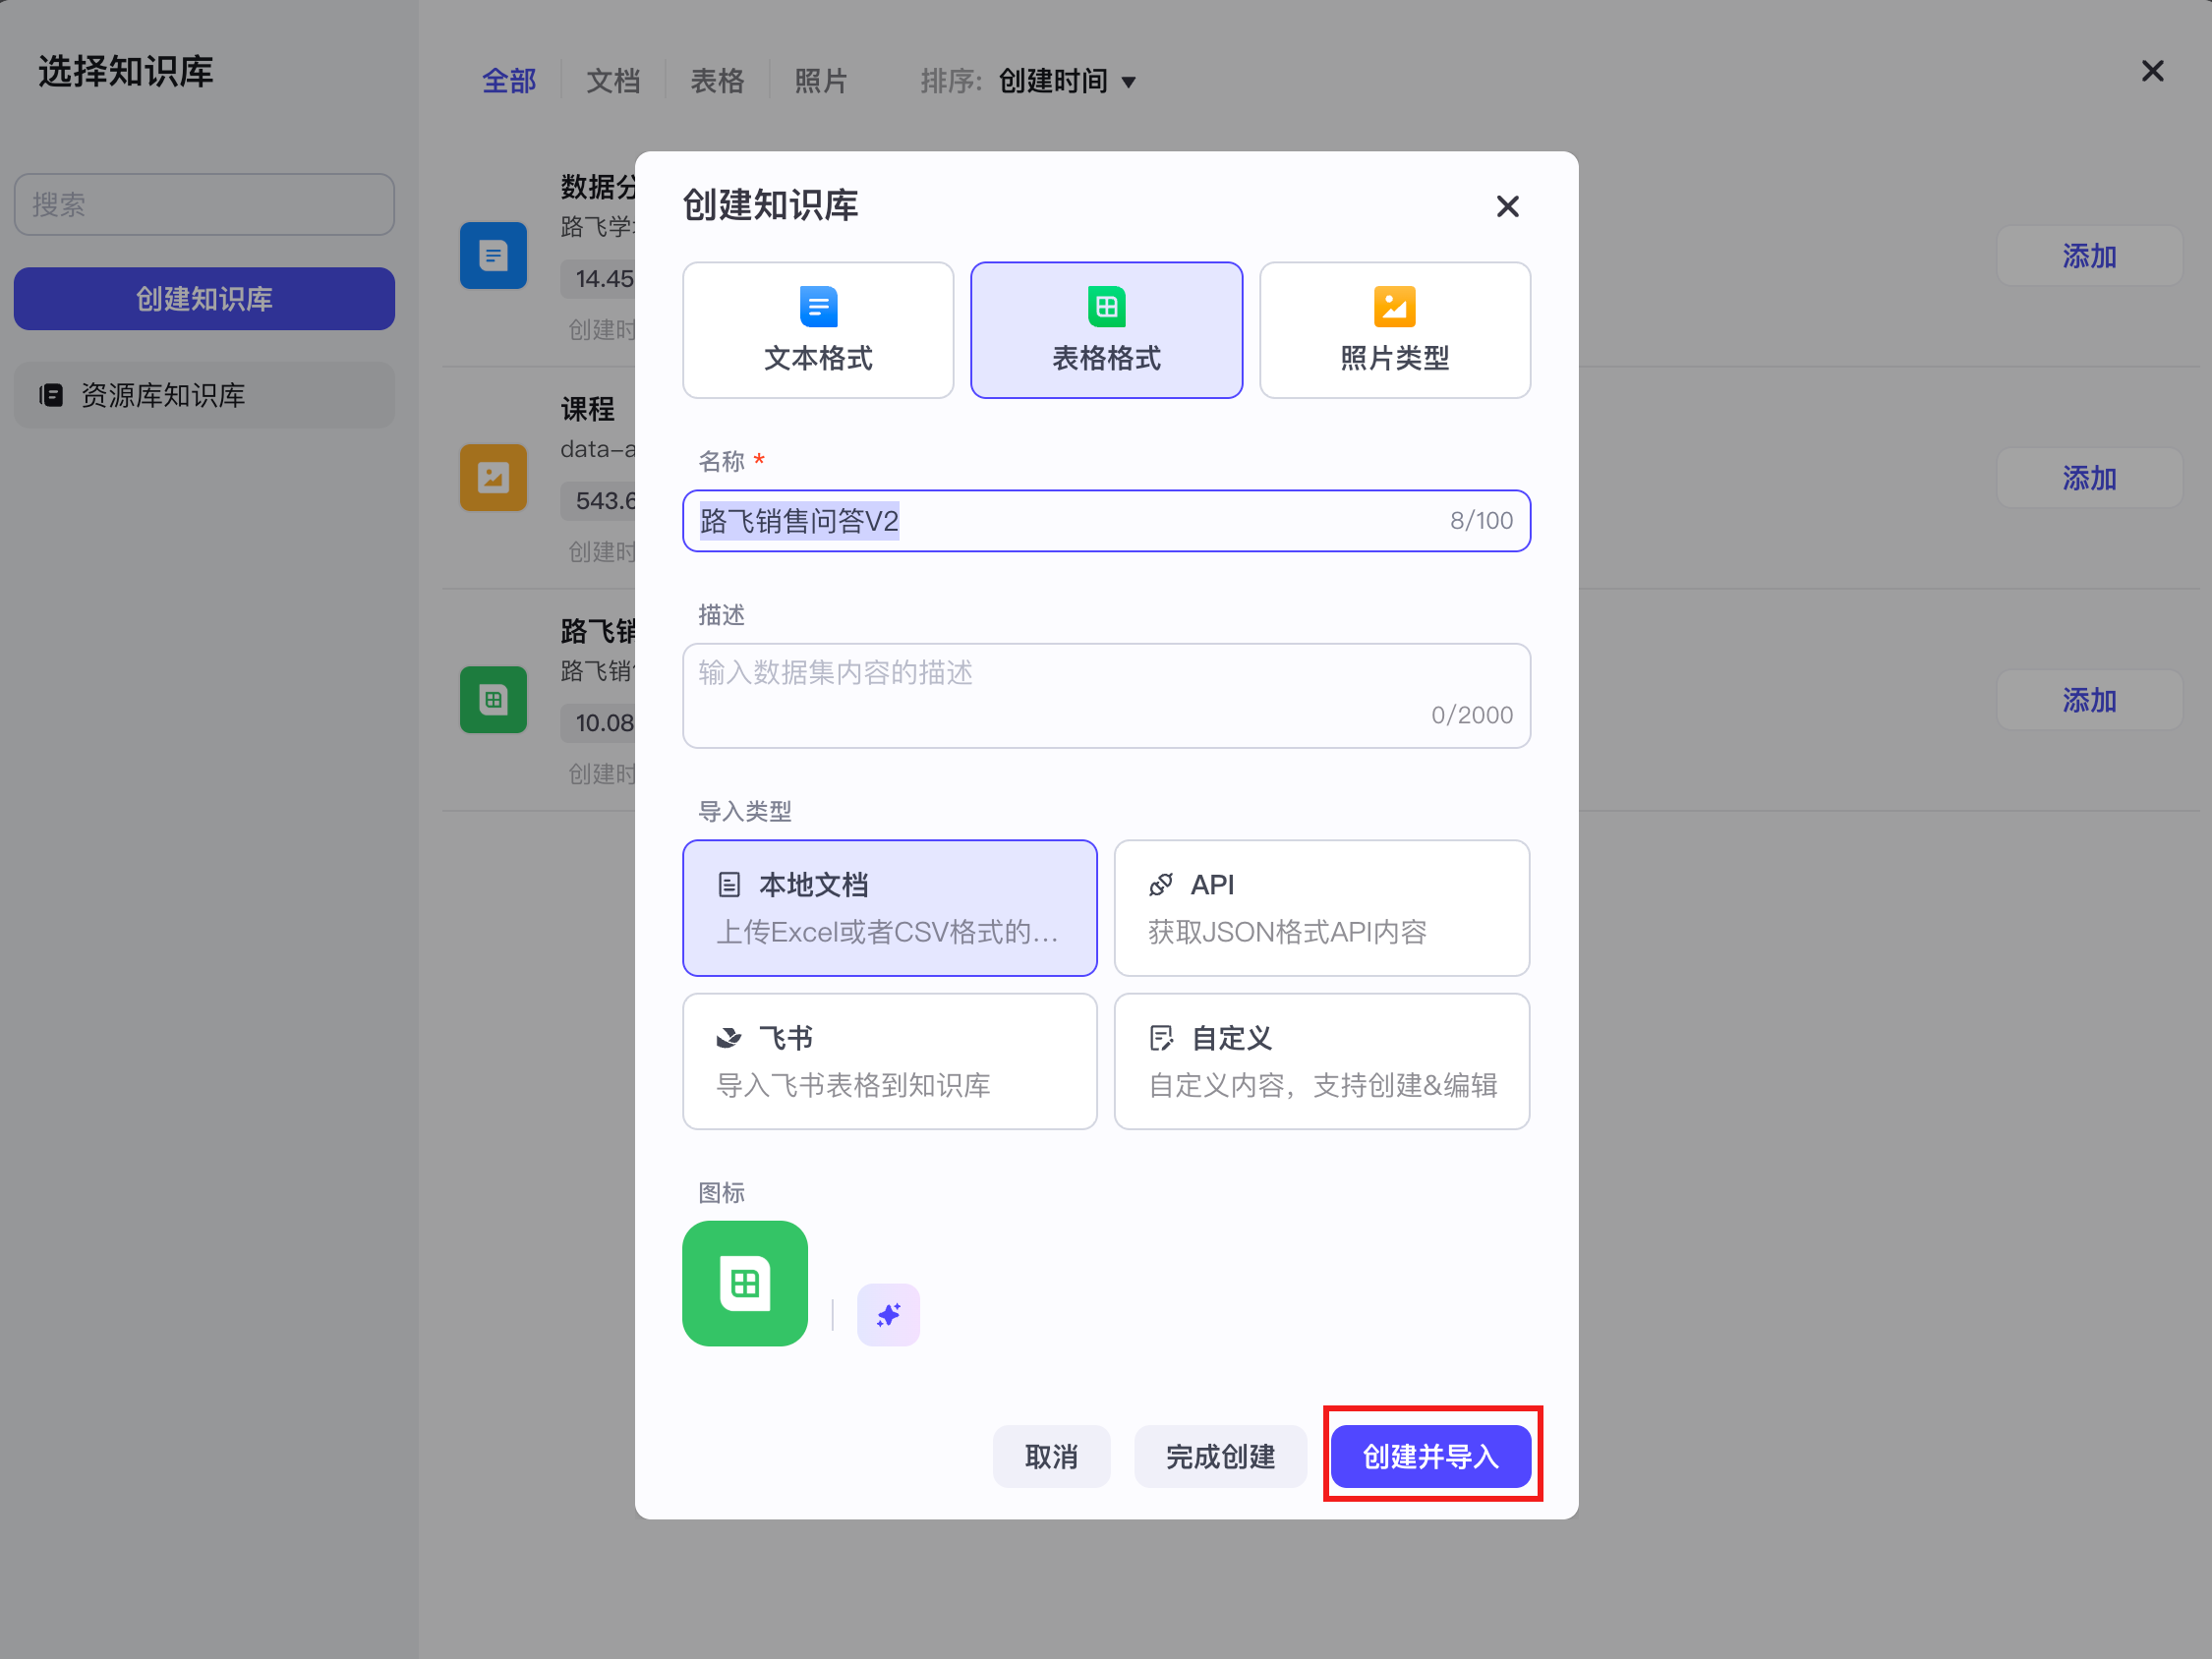 选择知识库
搜索
创建知识库
资源库知识库
全部 文档 表格 照片 排序: 创建时间
数据分
路飞学
14.45
创建时
添加
课程
data-a
543.6
创建时
添加
路飞销
路飞销
10.08
创建时
添加
创建知识库
文本格式 表格格式 照片类型
名称 *
路飞销售问答V2 8/100
描述
输入数据集内容的描述
0/2000
导入类型
本地文档
上传Excel或者CSV格式的...
API
获取JSON格式API内容
飞书
导入飞书表格到知识库
自定义
自定义内容，支持创建&编辑
图标
取消 完成创建 创建并导入